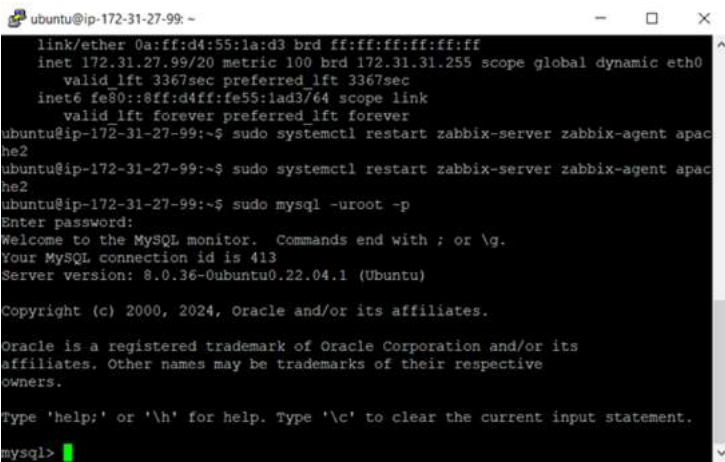 ubuntu@ip-172-31-27-99: ~
link/ether 0a:ff:d4:55:1a:d3 brd ff:ff:ff:ff:ff:ff
inet 172.31.27.99/20 metric 100 brd 172.31.31.255 scope global dynamic eth0
valid_lft 3367sec preferred_lft 3367sec
inet6 fe80::8ff:d4ff:fe55:1ad3/64 scope link
valid_lft forever preferred_lft forever
ubuntu@ip-172-31-27-99:~$ sudo systemctl restart zabbix-server zabbix-agent apac
he2
ubuntu@ip-172-31-27-99:~$ sudo systemctl restart zabbix-server zabbix-agent apac
he2
ubuntu@ip-172-31-27-99:~$ sudo mysql -uroot -p
Enter password:
Welcome to the MySQL monitor.  Commands end with ; or \g.
Your MySQL connection id is 413
Server version: 8.0.36-0ubuntu0.22.04.1 (Ubuntu)
Copyright (c) 2000, 2024, Oracle and/or its affiliates.
Oracle is a registered trademark of Oracle Corporation and/or its
affiliates. Other names may be trademarks of their respective
owners.
Type 'help;' or '\h' for help. Type '\c' to clear the current input statement.
mysql>